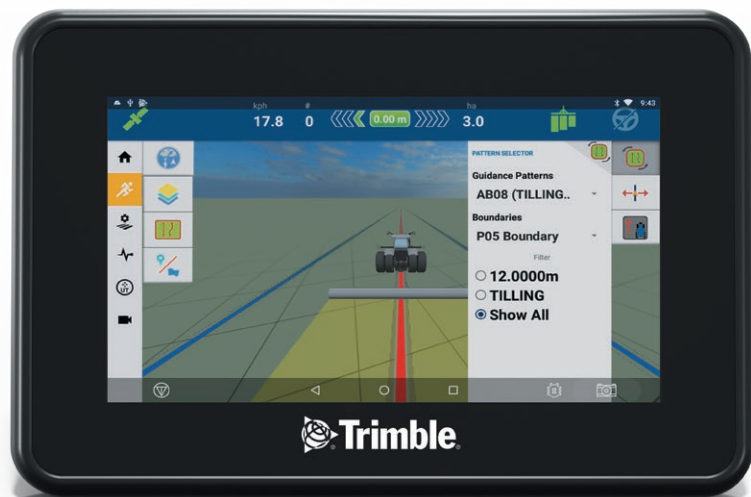 9:43
kph
#
ha
17.8
0
0.00 m
3.0
PATTERN SELECTOR
Guidance Patterns
AB08 (TILLING..
Boundaries
P05 Boundary
Filter
12.0000m
TILLING
Show All
Trimble